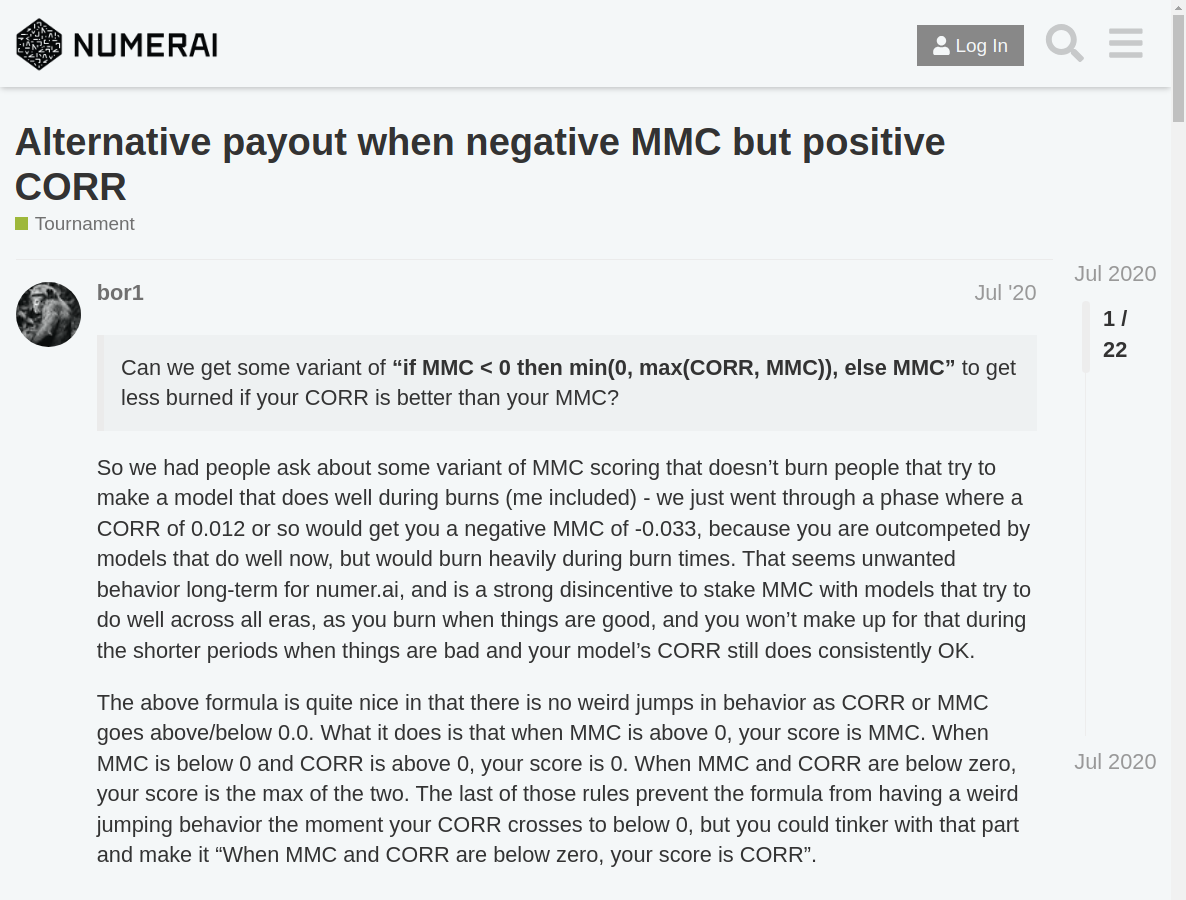 NUMERAI
Log In
Alternative payout when negative MMC but positive
CORR
Tournament
Jul 2020
bor1
Jul '20
1 /
22
Can we get some variant of “if MMC < 0 then min(0, max(CORR, MMC)), else MMC” to get
less burned if your CORR is better than your MMC?
So we had people ask about some variant of MMC scoring that doesn’t burn people that try to
make a model that does well during burns (me included) - we just went through a phase where a
CORR of 0.012 or so would get you a negative MMC of -0.033, because you are outcompeted by
models that do well now, but would burn heavily during burn times. That seems unwanted
behavior long-term for numer.ai, and is a strong disincentive to stake MMC with models that try to
do well across all eras, as you burn when things are good, and you won’t make up for that during
the shorter periods when things are bad and your model’s CORR still does consistently OK.
The above formula is quite nice in that there is no weird jumps in behavior as CORR or MMC
goes above/below 0.0. What it does is that when MMC is above 0, your score is MMC. When
MMC is below 0 and CORR is above 0, your score is 0. When MMC and CORR are below zero,
your score is the max of the two. The last of those rules prevent the formula from having a weird
jumping behavior the moment your CORR crosses to below 0, but you could tinker with that part
and make it “When MMC and CORR are below zero, your score is CORR”.
Jul 2020